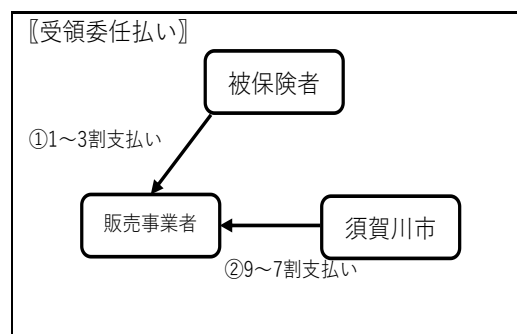 〖受領委任払い〗
被保険者
①1～3割支払い
販売事業者
須賀川市
②9～7割支払い